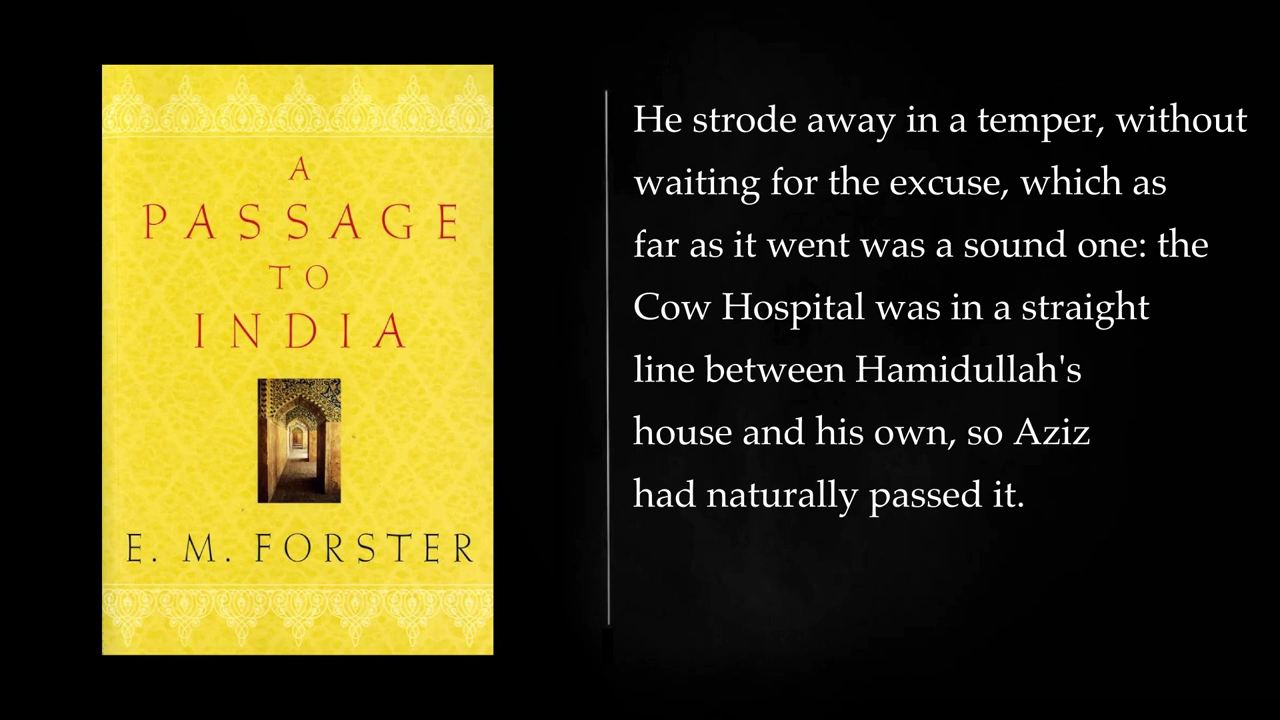 A
PASSAGE
TO
INDIA
E. M. FORSTER
He strode away in a temper, without
waiting for the excuse, which as
far as it went was a sound one: the
Cow Hospital was in a straight
line between Hamidullah's
house and his own, so Aziz
had naturally passed it.